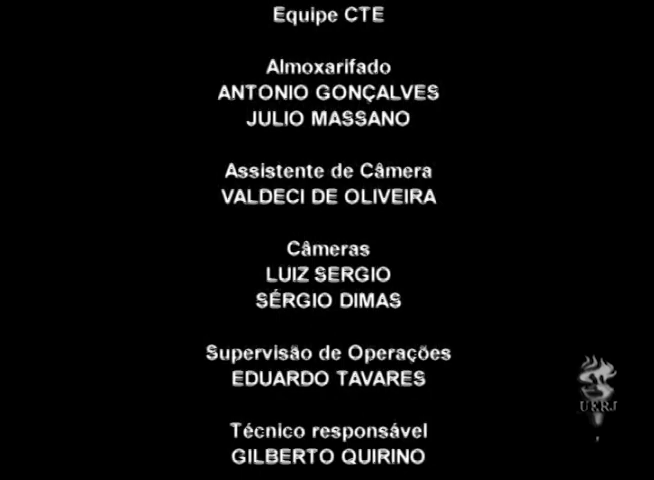 Equipe CTE
Almoxarifado
ANTONIO GONÇALVES
JULIO MASSANO
Assistente de Câmera
VALDECI DE OLIVEIRA
Câmeras
LUIZ SERGIO
SÉRGIO DIMAS
Supervisão de Operações
EDUARDO TAVARES
UERJ
Técnico responsável
GILBERTO QUIRINO